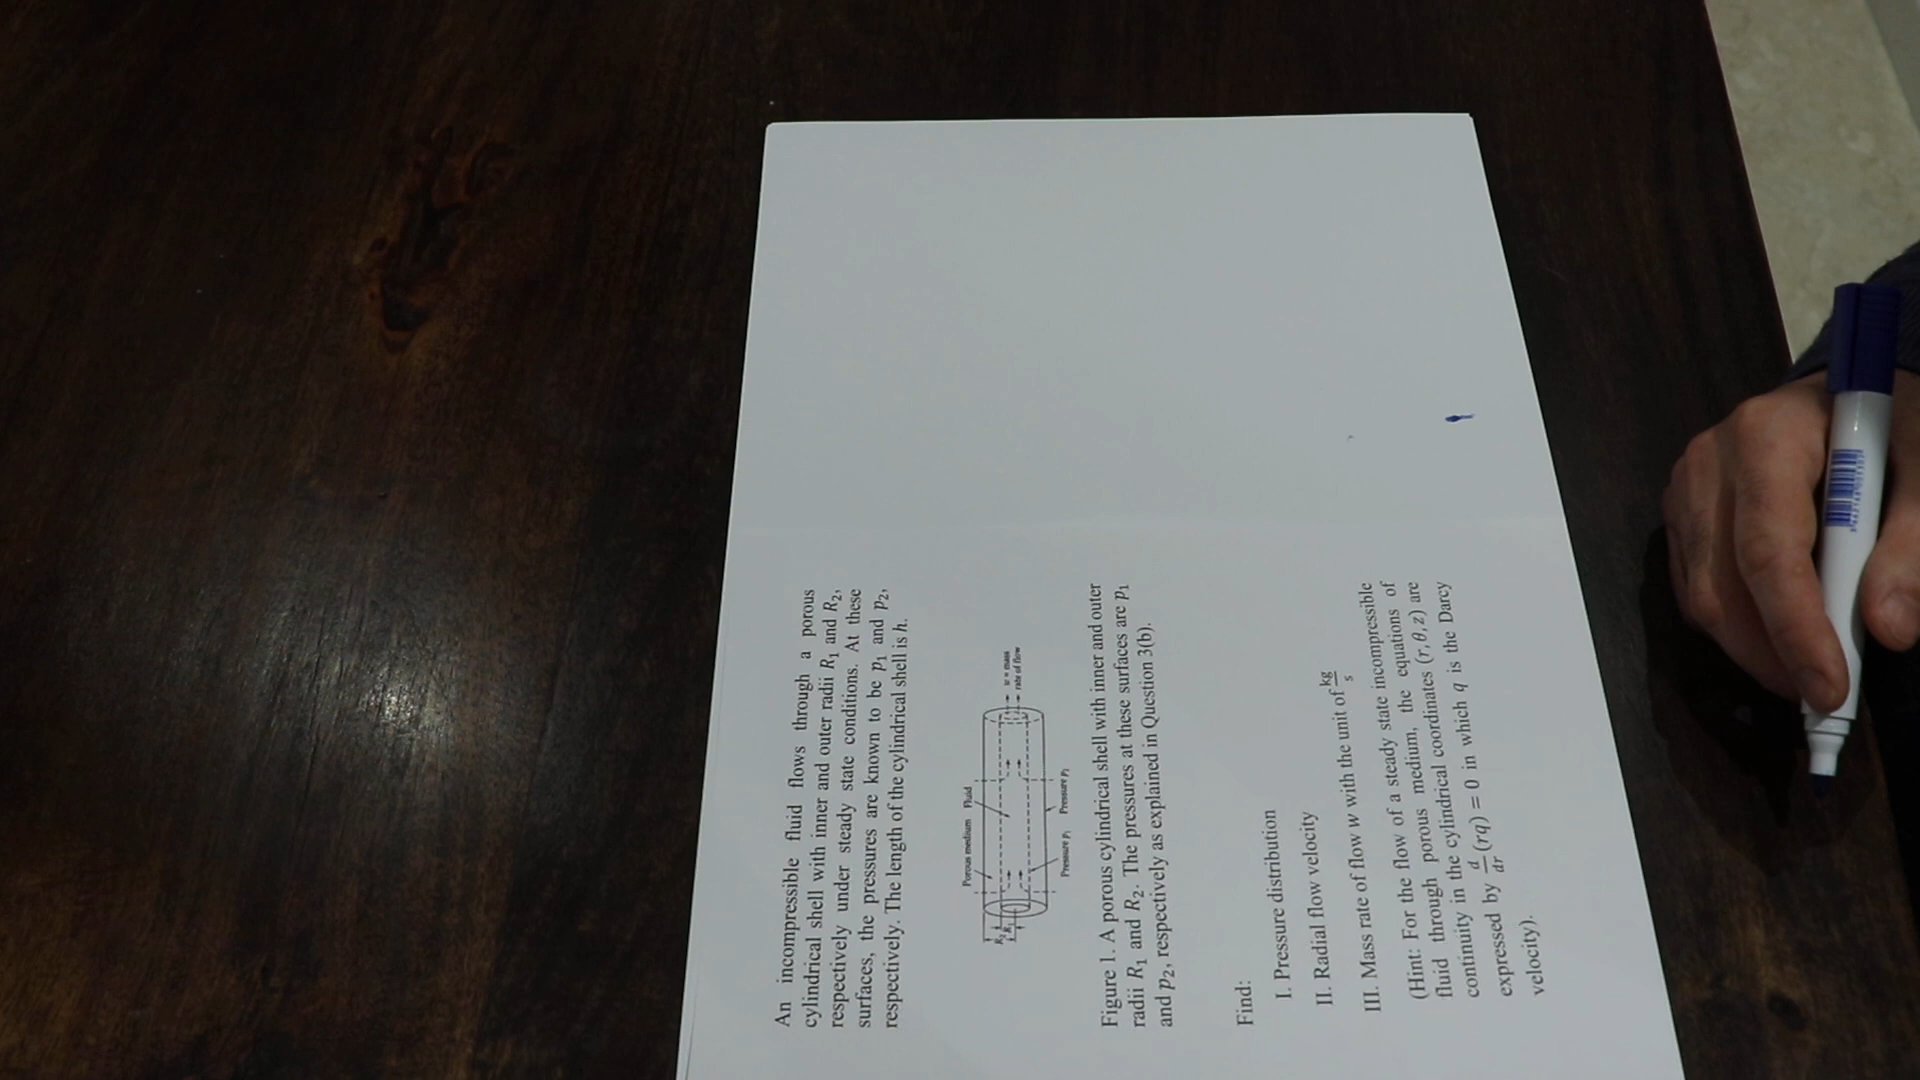 An incompressible fluid flows through a porous
cylindrical shell with inner and outer radii R₁ and R₂,
respectively under steady state conditions. At these
surfaces, the pressures are known to be p₁ and p₂,
respectively. The length of the cylindrical shell is h.
Porous medium Fluid
R₂
R₁
w = mass
rate of flow
Pressure p₁ Pressure p₂
Figure 1. A porous cylindrical shell with inner and outer
radii R₁ and R₂. The pressures at these surfaces are p₁
and p₂, respectively as explained in Question 3(b).
Find:
I. Pressure distribution
II. Radial flow velocity
III. Mass rate of flow w with the unit of kg/s
(Hint: For the flow of a steady state incompressible
fluid through porous medium, the equations of
continuity in the cylindrical coordinates (r, θ, z) are
expressed by d/dr (rq) = 0 in which q is the Darcy
velocity).